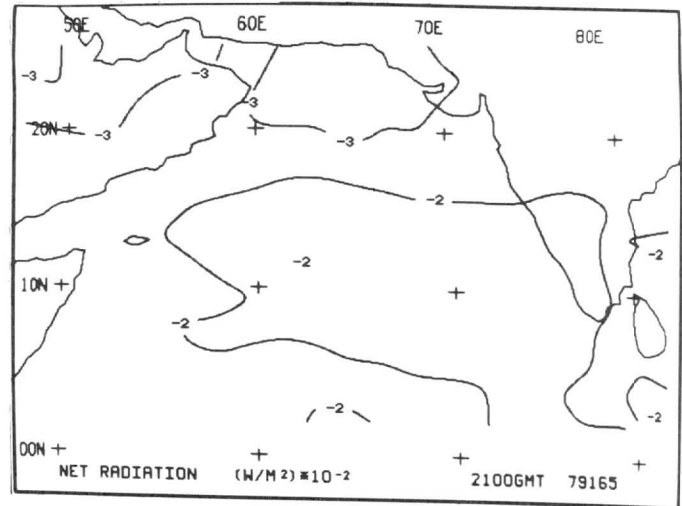 50E 60E 70E 80E
-3 -3
-3
20N -3 -3
-2
-2 -2
10N
-2
-2 -2
00N
NET RADIATION (W/M²)*10⁻² 2100GMT 79165